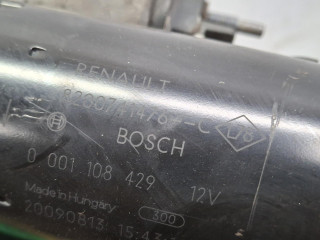 RENAULT
BOSCH
0 001 108 429 12V
Made in Hungary 300
20090813